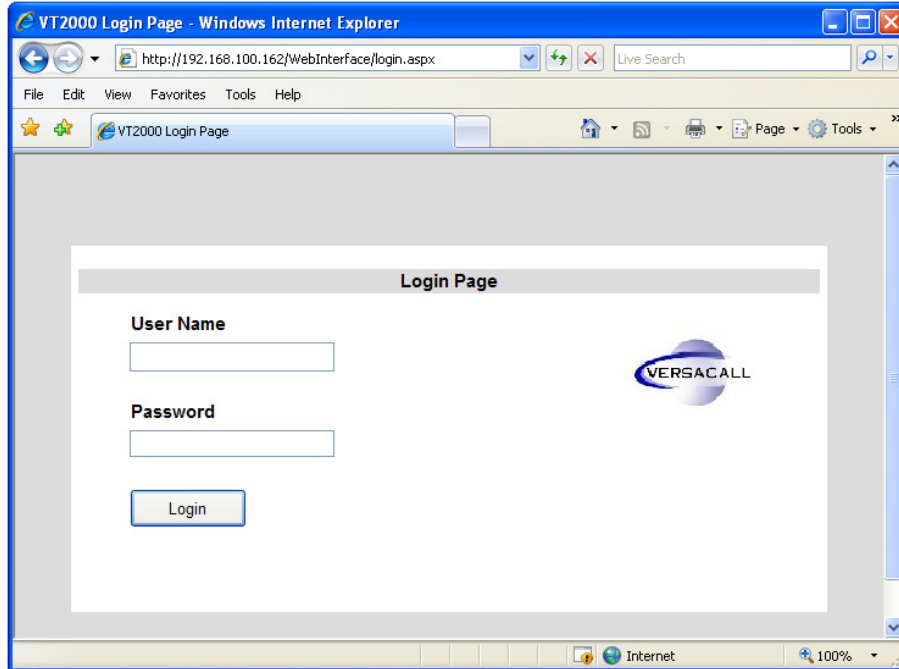 VT2000 Login Page - Windows Internet Explorer
http://192.168.100.162/WebInterface/login.aspx
Live Search
File Edit View Favorites Tools Help
VT2000 Login Page
Page Tools »
Login Page
User Name
VERSACALL
Password
Login
Internet 100%